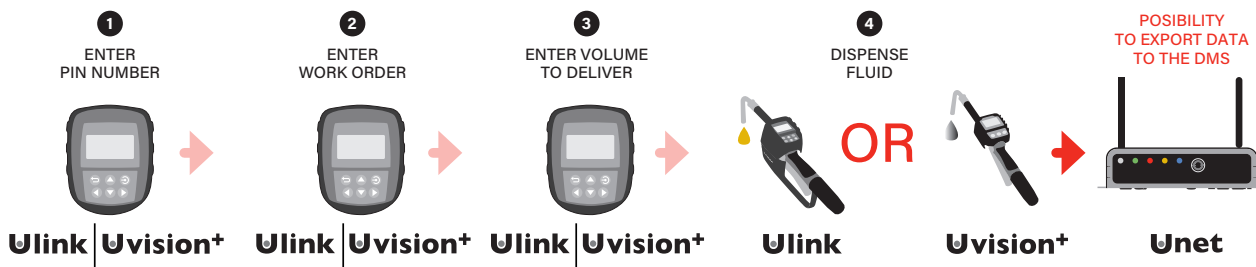 1
ENTER
PIN NUMBER
2
ENTER
WORK ORDER
3
ENTER VOLUME
TO DELIVER
4
DISPENSE
FLUID
POSIBILITY
TO EXPORT DATA
TO THE DMS
OR
Ulink | Uvision+
Ulink | Uvision+
Ulink | Uvision+
Ulink
Uvision+
Unet